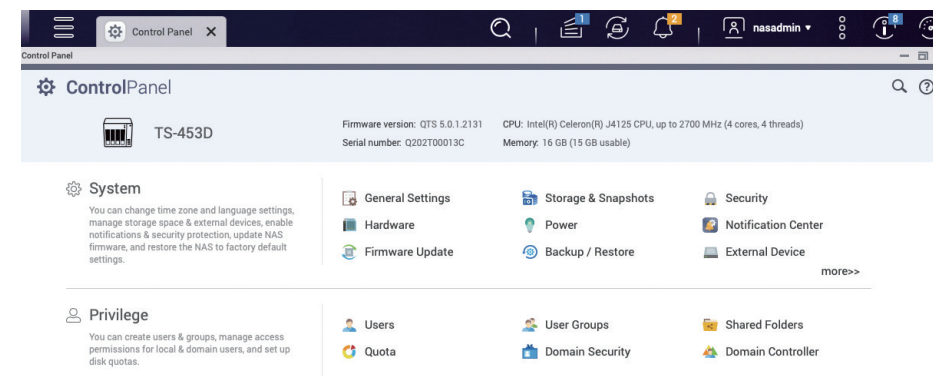 Control Panel
1
2
nasadmin
8
Control Panel
ControlPanel
TS-453D
Firmware version: QTS 5.0.1.2131
CPU: Intel(R) Celeron(R) J4125 CPU, up to 2700 MHz (4 cores, 4 threads)
Serial number: Q202T00013C
Memory: 16 GB (15 GB usable)
System
You can change time zone and language settings,
manage storage space & external devices, enable
notifications & security protection, update NAS
firmware, and restore the NAS to factory default
settings.
General Settings
Storage & Snapshots
Security
Hardware
Power
Notification Center
Firmware Update
Backup / Restore
External Device
more>>
Privilege
You can create users & groups, manage access
permissions for local & domain users, and set up
disk quotas.
Users
User Groups
Shared Folders
Quota
Domain Security
Domain Controller